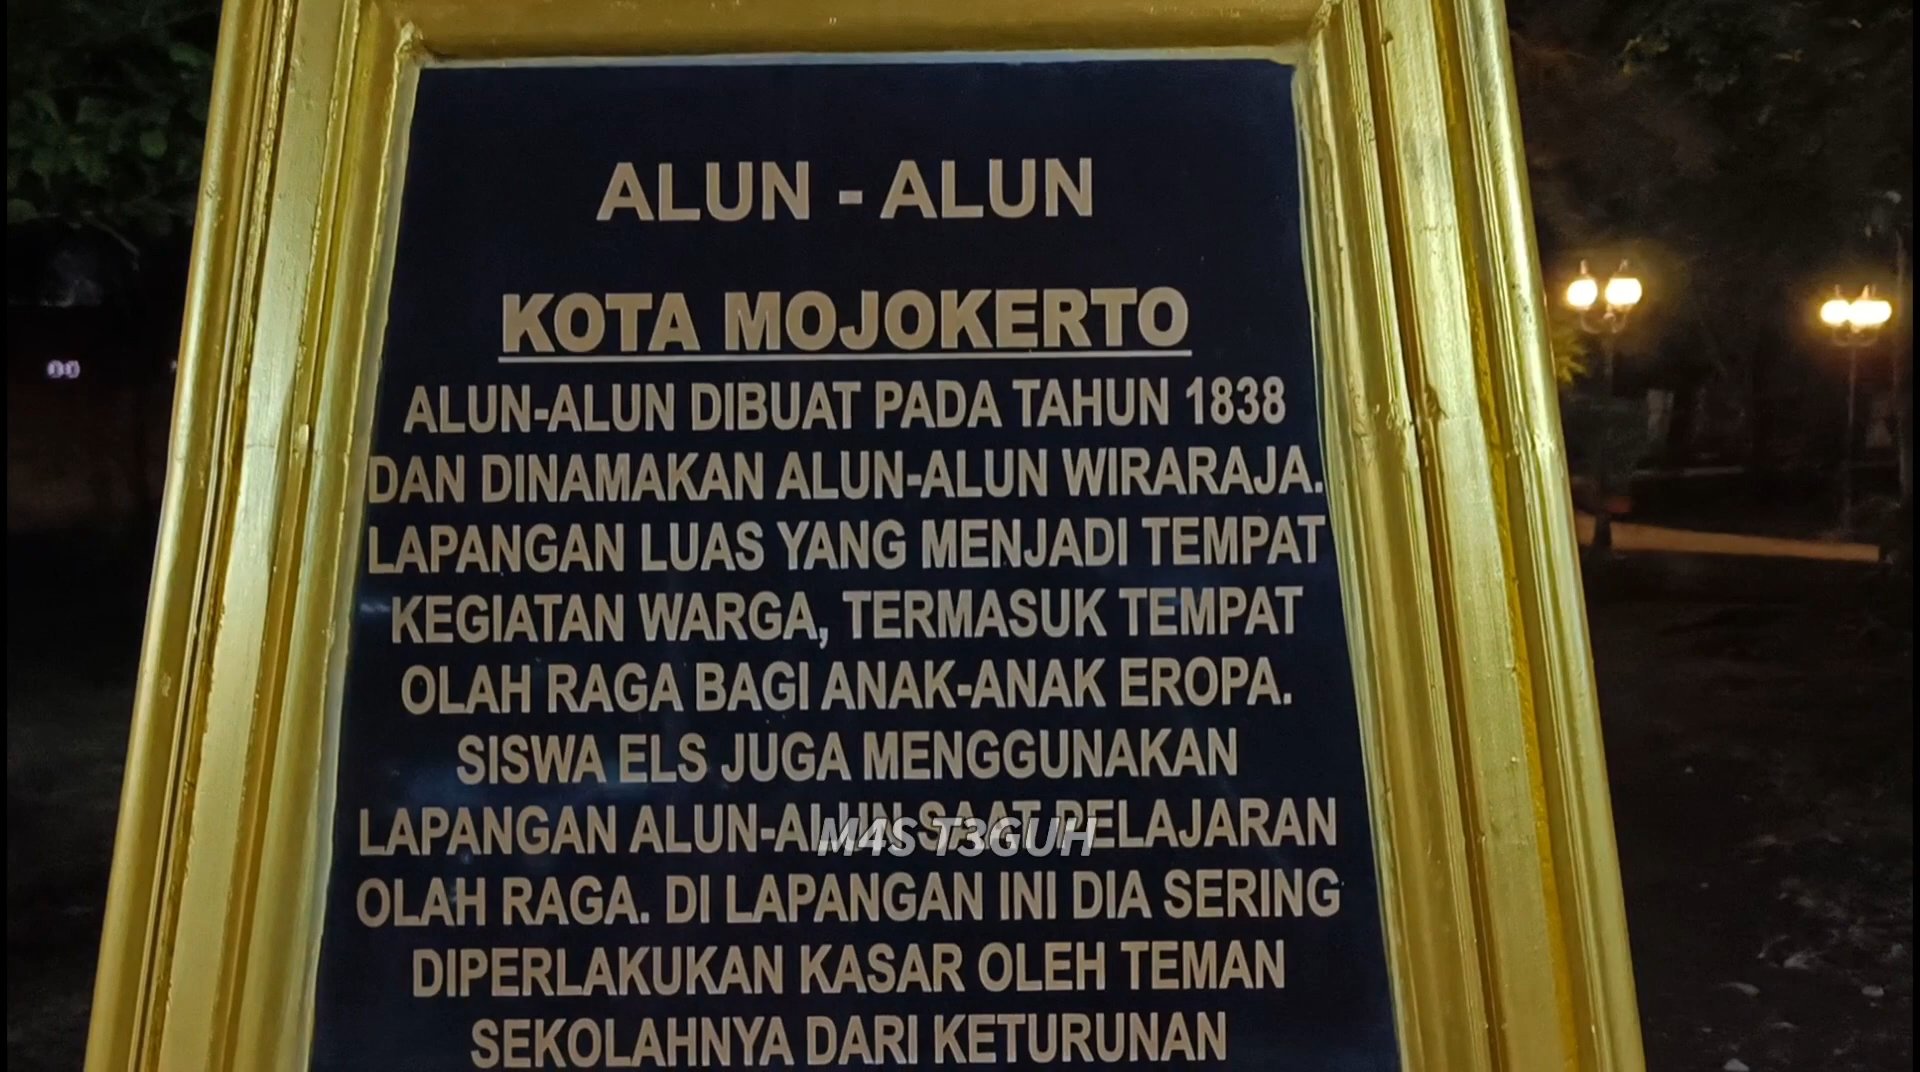 ALUN - ALUN
KOTA MOJOKERTO
ALUN-ALUN DIBUAT PADA TAHUN 1838
DAN DINAMAKAN ALUN-ALUN WIRARAJA.
LAPANGAN LUAS YANG MENJADI TEMPAT
KEGIATAN WARGA, TERMASUK TEMPAT
OLAH RAGA BAGI ANAK-ANAK EROPA.
SISWA ELS JUGA MENGGUNAKAN
LAPANGAN ALUN-ALUN SAAT PELAJARAN
M4S T3GUH
OLAH RAGA. DI LAPANGAN INI DIA SERING
DIPERLAKUKAN KASAR OLEH TEMAN
SEKOLAHNYA DARI KETURUNAN